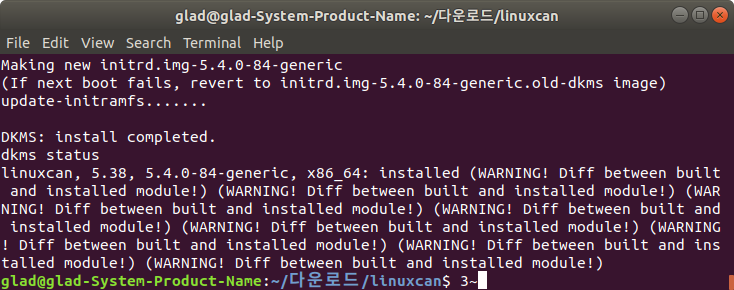 glad@glad-System-Product-Name: ~/다운로드/linuxcan
File Edit View Search Terminal Help
Making new initrd.img-5.4.0-84-generic
(If next boot fails, revert to initrd.img-5.4.0-84-generic.old-dkms image)
update-initramfs.......
DKMS: install completed.
dkms status
linuxcan, 5.38, 5.4.0-84-generic, x86_64: installed (WARNING! Diff between built
 and installed module!) (WARNING! Diff between built and installed module!) (WAR
NING! Diff between built and installed module!) (WARNING! Diff between built and
 installed module!) (WARNING! Diff between built and installed module!) (WARNING
! Diff between built and installed module!) (WARNING! Diff between built and ins
talled module!) (WARNING! Diff between built and installed module!)
glad@glad-System-Product-Name:~/다운로드/linuxcan$ 3~